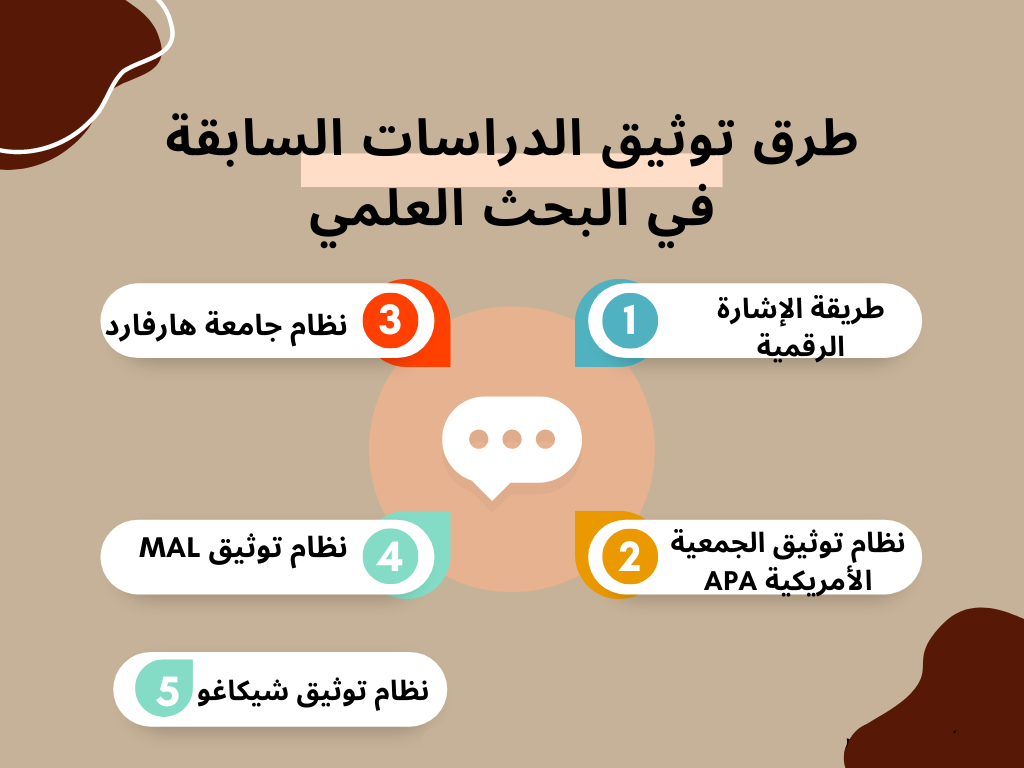 طرق توثيق الدراسات السابقة
في البحث العلمي
1
طريقة الإشارة
الرقمية
2
نظام توثيق الجمعية
الأمريكية APA
3
نظام جامعة هارفارد
4
نظام توثيق MAL
5
نظام توثيق شيكاغو